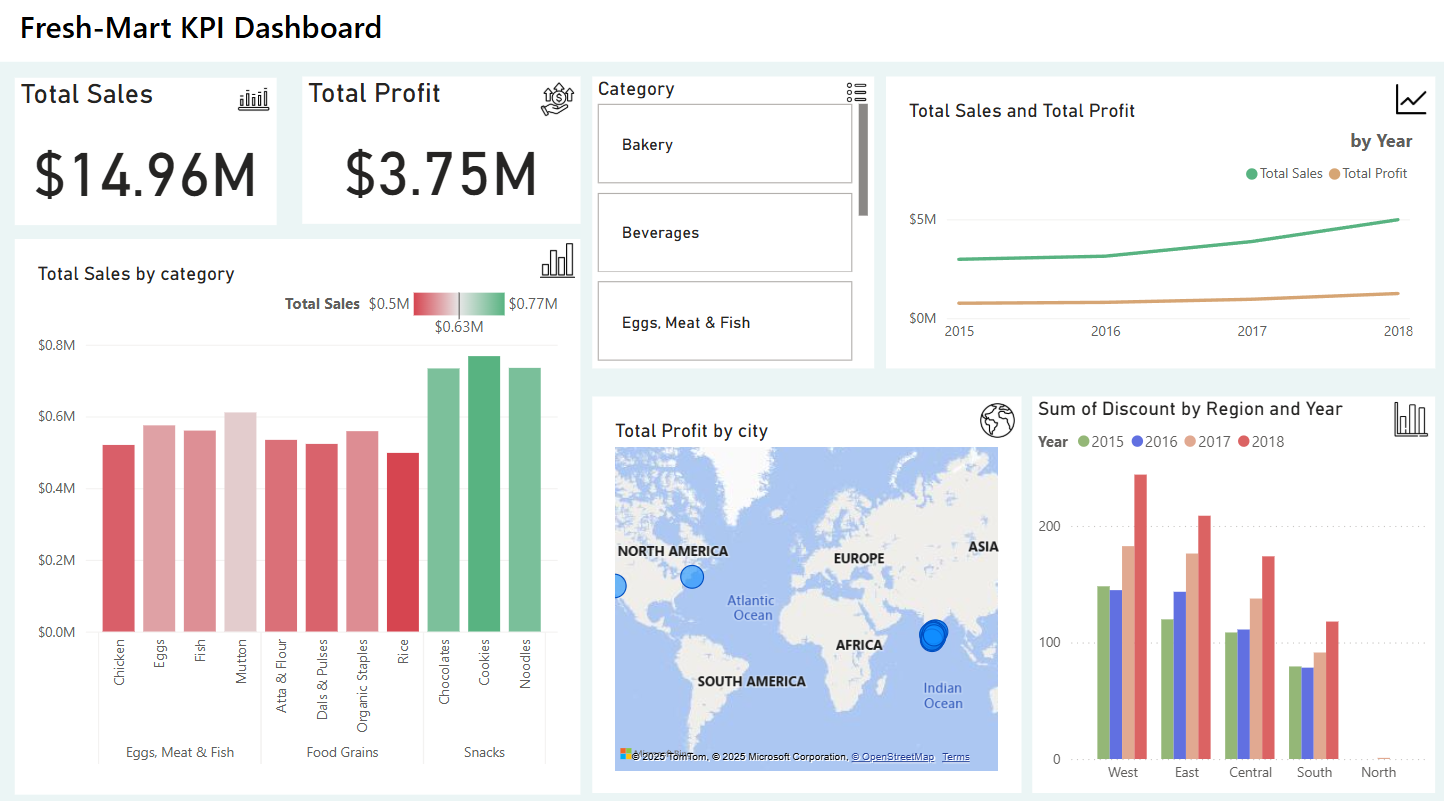 Fresh-Mart KPI Dashboard
Total Sales
$14.96M
Total Profit
$3.75M
Category
Bakery
Beverages
Eggs, Meat & Fish
Total Sales and Total Profit
by Year
Total Sales Total Profit
$5M
$0M
2015 2016 2017 2018
Total Sales by category
Total Sales $0.5M $0.77M
$0.63M
$0.8M
$0.6M
$0.4M
$0.2M
$0.0M
Chicken Eggs Fish Mutton Atta & Flour Dals & Pulses Organic Staples Rice Chocolates Cookies Noodles
Eggs, Meat & Fish Food Grains Snacks
Total Profit by city
NORTH AMERICA
EUROPE
ASIA
Atlantic
Ocean
AFRICA
SOUTH AMERICA
Indian
Ocean
Microsoft Bing
© 2025 TomTom, © 2025 Microsoft Corporation, © OpenStreetMap Terms
Sum of Discount by Region and Year
Year 2015 2016 2017 2018
200
100
0
West East Central South North